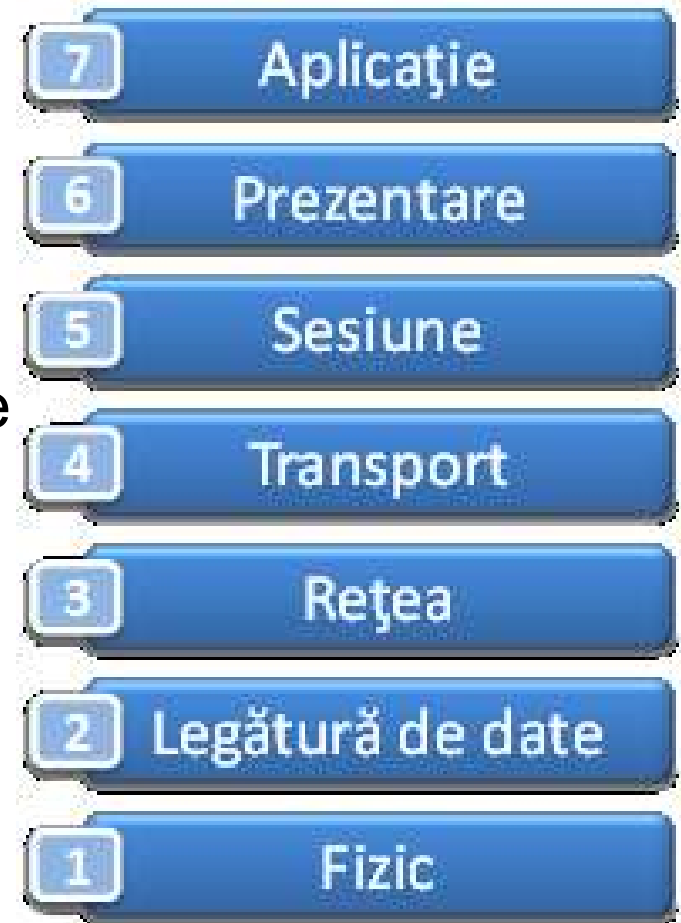 7 Aplicaţie
6 Prezentare
5 Sesiune
e
4 Transport
3 Reţea
2 Legătură de date
1 Fizic